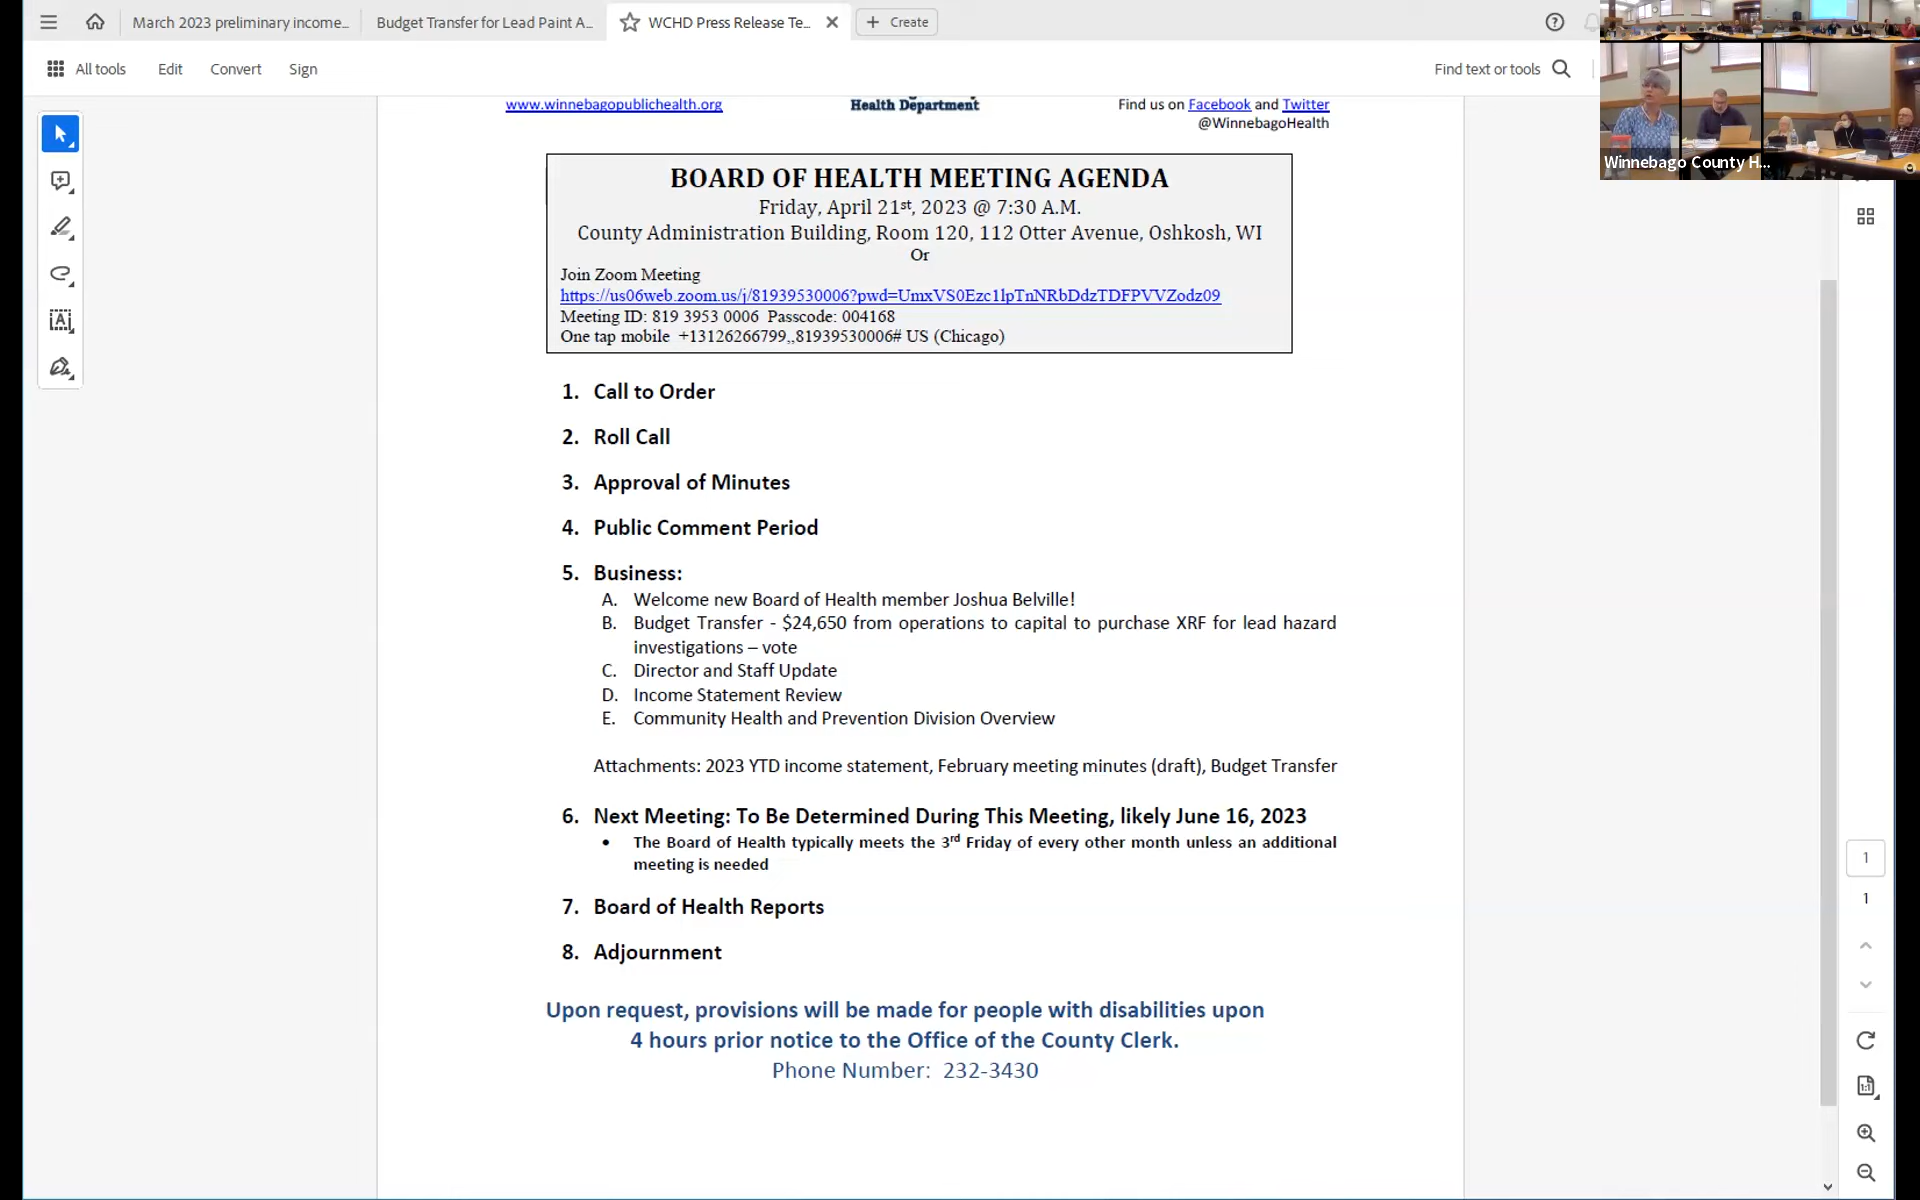 March 2023 preliminary income...
Budget Transfer for Lead Paint A...
WCHD Press Release Te...
Create
All tools
Edit
Convert
Sign
Find text or tools
Winnebago County H...
www.winnebagopublichealth.org
Health Department
Find us on Facebook and Twitter
@WinnebagoHealth
BOARD OF HEALTH MEETING AGENDA
Friday, April 21st, 2023 @ 7:30 A.M.
County Administration Building, Room 120, 112 Otter Avenue, Oshkosh, WI
Or
Join Zoom Meeting
https://us06web.zoom.us/j/81939530006?pwd=UmxVS0Ezc1lpTnNRbDdzTDFPVVZodz09
Meeting ID: 819 3953 0006 Passcode: 004168
One tap mobile +13126266799,,81939530006# US (Chicago)
1. Call to Order
2. Roll Call
3. Approval of Minutes
4. Public Comment Period
5. Business:
A. Welcome new Board of Health member Joshua Belville!
B. Budget Transfer - $24,650 from operations to capital to purchase XRF for lead hazard
investigations – vote
C. Director and Staff Update
D. Income Statement Review
E. Community Health and Prevention Division Overview
Attachments: 2023 YTD income statement, February meeting minutes (draft), Budget Transfer
6. Next Meeting: To Be Determined During This Meeting, likely June 16, 2023
• The Board of Health typically meets the 3rd Friday of every other month unless an additional
meeting is needed
7. Board of Health Reports
8. Adjournment
Upon request, provisions will be made for people with disabilities upon
4 hours prior notice to the Office of the County Clerk.
Phone Number: 232-3430
1
1